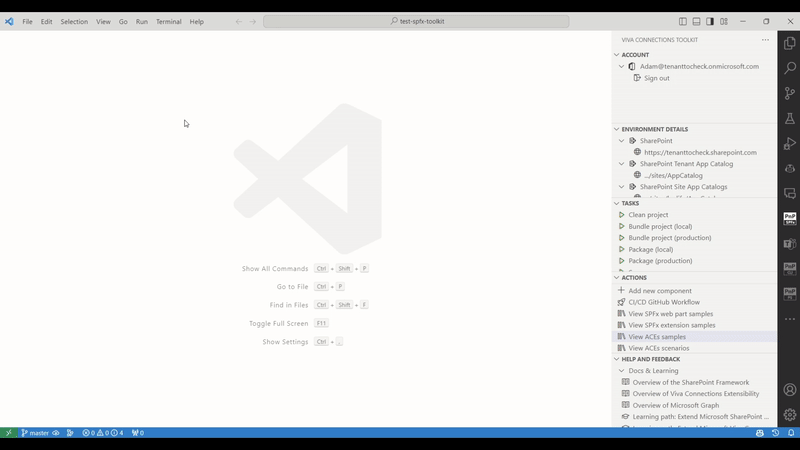 File Edit Selection View Go Run Terminal Help
test-spfx-toolkit
VIVA CONNECTIONS TOOLKIT
ACCOUNT
Adam@tenanttocheck.onmicrosoft.com
Sign out
ENVIRONMENT DETAILS
SharePoint
https://tenanttocheck.sharepoint.com
SharePoint Tenant App Catalog
.../sites/AppCatalog
SharePoint Site App Catalogs
TASKS
Clean project
Bundle project (local)
Bundle project (production)
Package (local)
Package (production)
ACTIONS
Add new component
CI/CD GitHub Workflow
View SPFx web part samples
View SPFx extension samples
View ACEs samples
View ACEs scenarios
HELP AND FEEDBACK
Docs & Learning
Overview of the SharePoint Framework
Overview of Viva Connections Extensibility
Overview of Microsoft Graph
Learning path: Extend Microsoft SharePoint ...
Show All Commands Ctrl + Shift + P
Go to File Ctrl + P
Find in Files Ctrl + Shift + F
Toggle Full Screen F11
Show Settings Ctrl + ,
PnP
SPFx
PnP
PnP
master 0 0 4 0